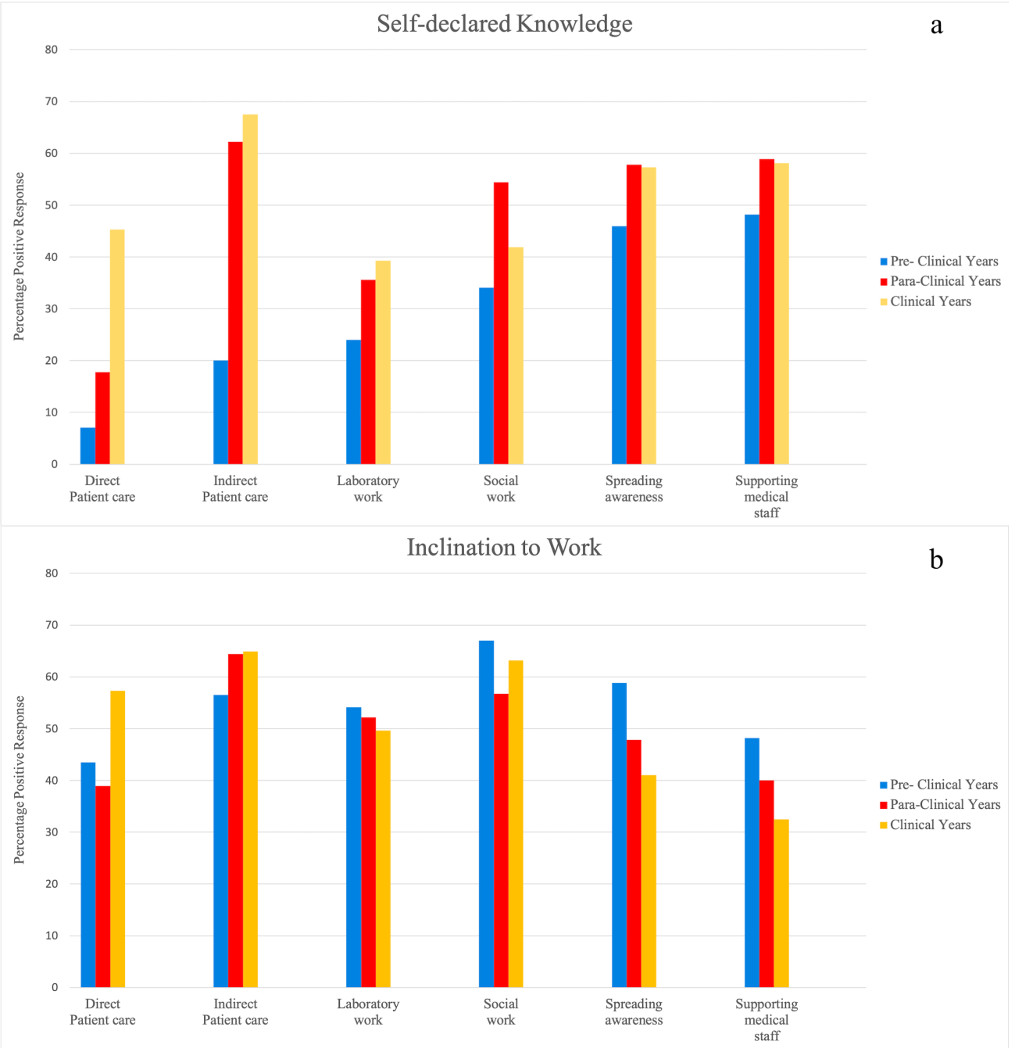 Self-declared Knowledge
a
80
70
60
50
40
30
20
10
0
Percentage Positive Response
Direct
Patient care
Indirect
Patient care
Laboratory
work
Social
work
Spreading
awareness
Supporting
medical
staff
Pre- Clinical Years
Para-Clinical Years
Clinical Years
Inclination to Work
b
80
70
60
50
40
30
20
10
0
Percentage Positive Response
Direct
Patient care
Indirect
Patient care
Laboratory
work
Social
work
Spreading
awareness
Supporting
medical
staff
Pre- Clinical Years
Para-Clinical Years
Clinical Years